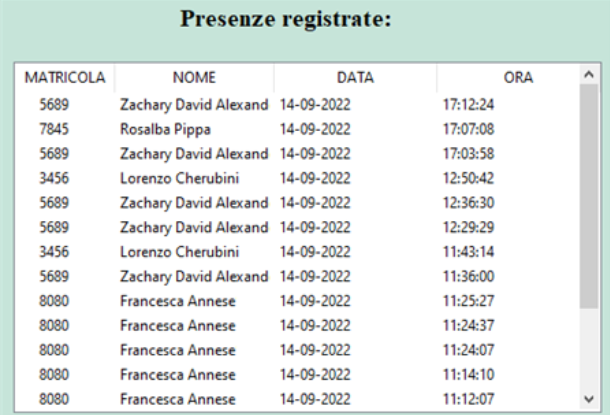 Presenze registrate:
MATRICOLA NOME DATA ORA
5689 Zachary David Alexand 14-09-2022 17:12:24
7845 Rosalba Pippa 14-09-2022 17:07:08
5689 Zachary David Alexand 14-09-2022 17:03:58
3456 Lorenzo Cherubini 14-09-2022 12:50:42
5689 Zachary David Alexand 14-09-2022 12:36:30
5689 Zachary David Alexand 14-09-2022 12:29:29
3456 Lorenzo Cherubini 14-09-2022 11:43:14
5689 Zachary David Alexand 14-09-2022 11:36:00
8080 Francesca Annese 14-09-2022 11:25:27
8080 Francesca Annese 14-09-2022 11:24:37
8080 Francesca Annese 14-09-2022 11:24:07
8080 Francesca Annese 14-09-2022 11:14:10
8080 Francesca Annese 14-09-2022 11:12:07